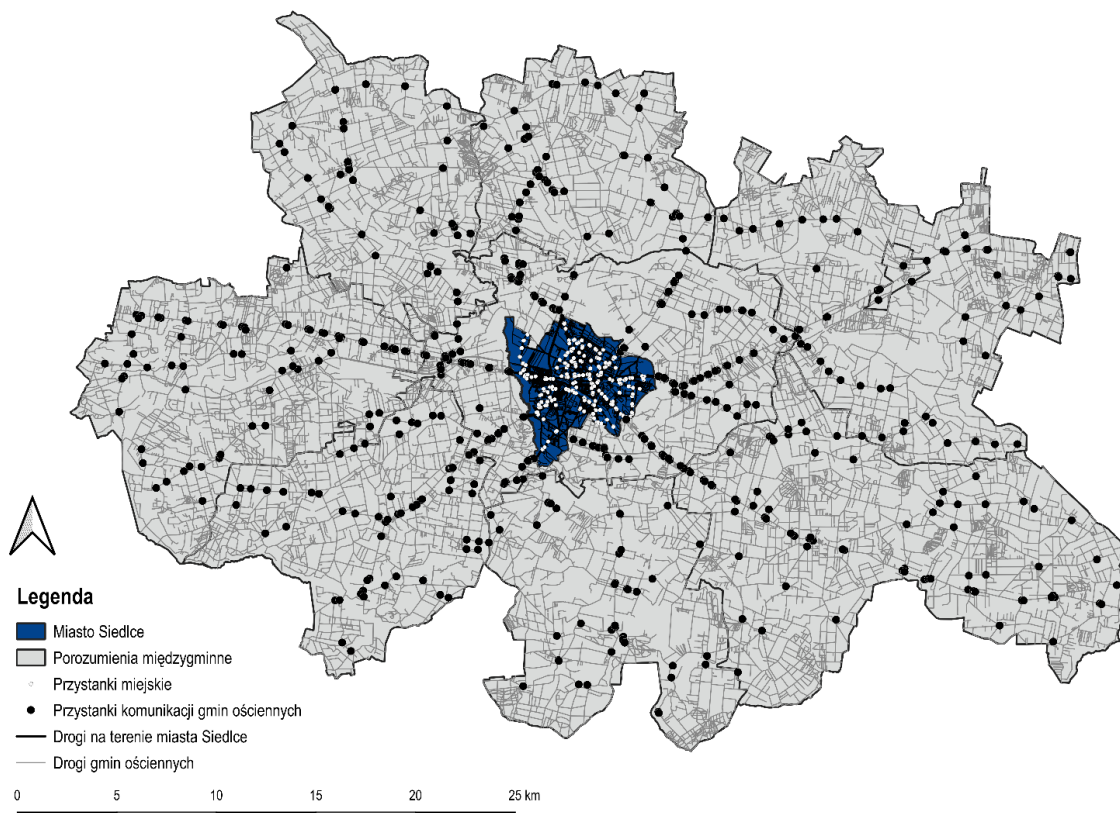 Legenda
Miasto Siedlce
Porozumienia międzygminne
Przystanki miejskie
Przystanki komunikacji gmin ościennych
Drogi na terenie miasta Siedlce
Drogi gmin ościennych
0 5 10 15 20 25 km